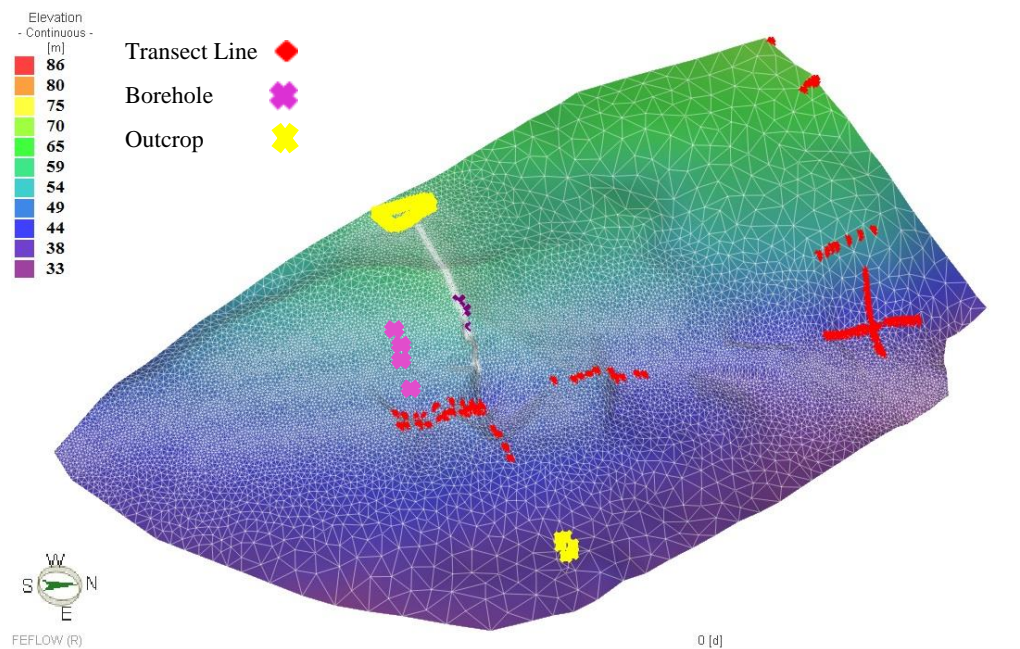 Elevation
- Continuous -
[m]
86
80
75
70
65
59
54
49
44
38
33
Transect Line
Borehole
Outcrop
W
S N
E
FEFLOW (R)
0 [d]